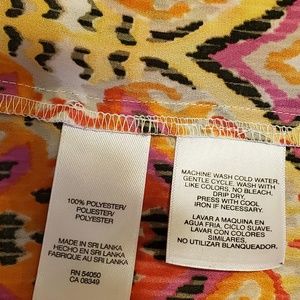 100% POLYESTER/
POLIESTER/
POLYESTER
MADE IN SRI LANKA
HECHO EN SRI LANKA
FABRIQUE AU SRI LANKA
RN 54050
CA 08349
MACHINE WASH COLD WATER,
GENTLE CYCLE. WASH WITH
LIKE COLORS, NO BLEACH,
DRIP DRY.
PRESS WITH COOL
IRON IF NECESSARY.
LAVAR A MAQUINA EN
AGUA FRIA, CICLO SUAVE,
LAVAR CON COLORES
SIMILARES.
NO UTILIZAR BLANQUEADOR.